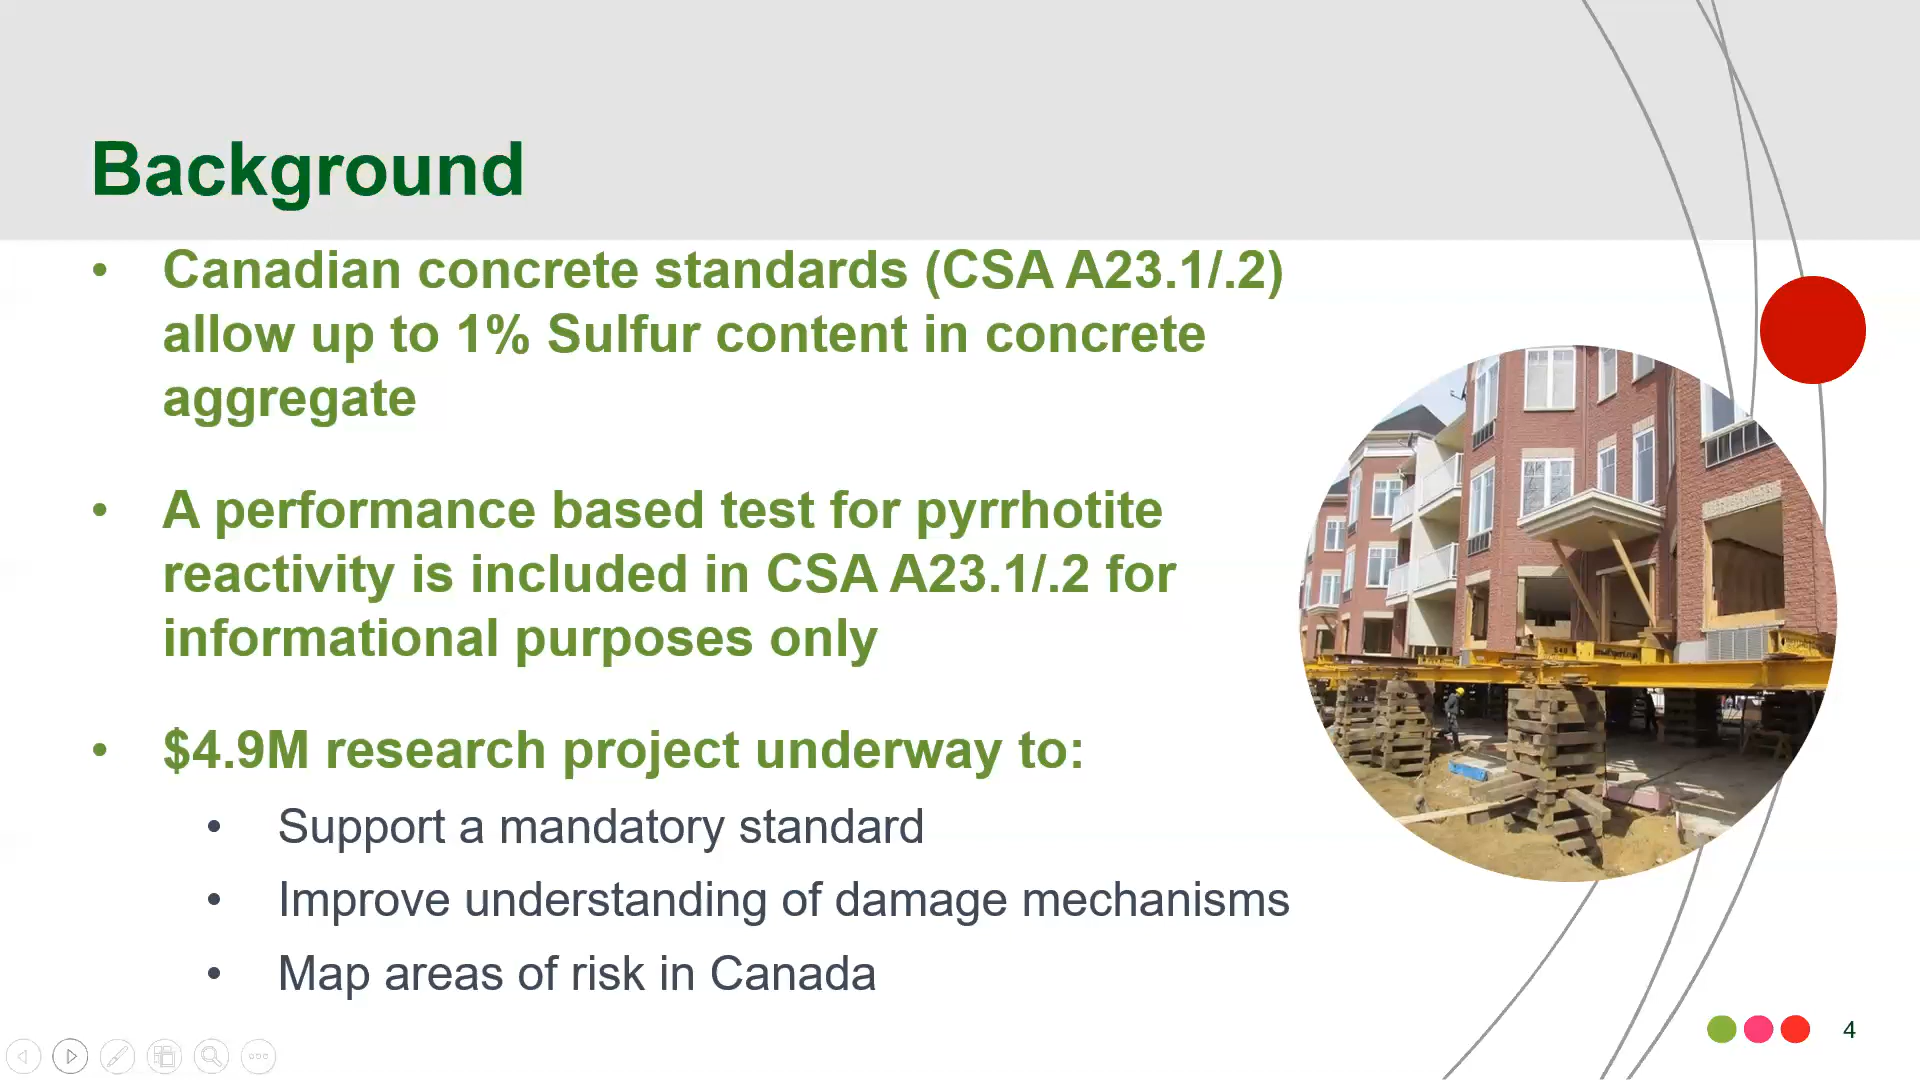 Background
• Canadian concrete standards (CSA A23.1/.2)
allow up to 1% Sulfur content in concrete
aggregate
• A performance based test for pyrrhotite
reactivity is included in CSA A23.1/.2 for
informational purposes only
• $4.9M research project underway to:
• Support a mandatory standard
• Improve understanding of damage mechanisms
• Map areas of risk in Canada
4